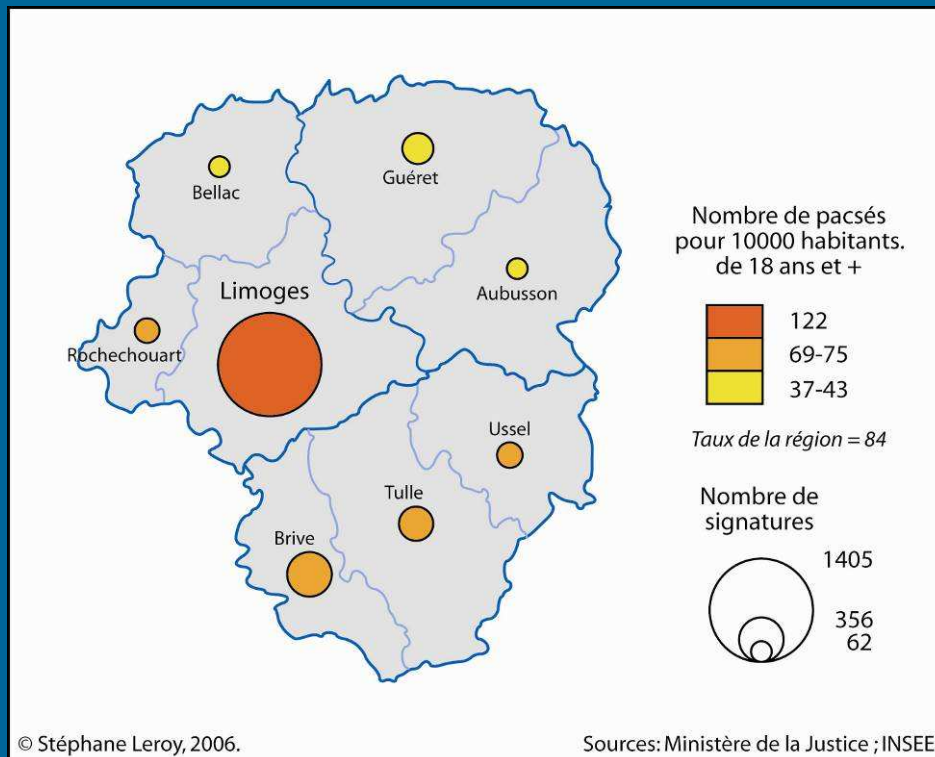 Bellac
Guéret
Aubusson
Limoges
Rochechouart
Ussel
Tulle
Brive
Nombre de pacsés
pour 10000 habitants.
de 18 ans et +
122
69-75
37-43
Taux de la région = 84
Nombre de
signatures
1405
356
62
© Stéphane Leroy, 2006.
Sources: Ministère de la Justice ; INSEE